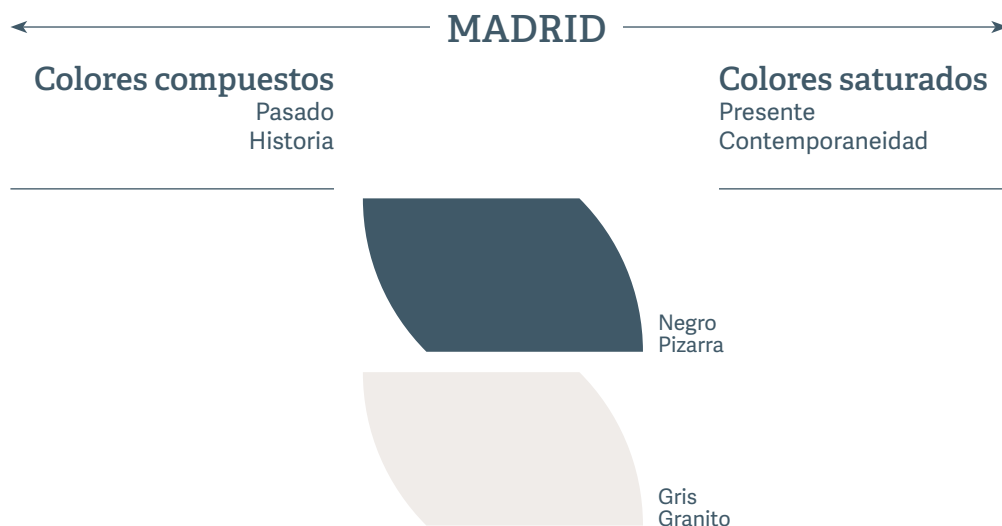 MADRID
Colores compuestos
Pasado
Historia
Colores saturados
Presente
Contemporaneidad
Negro
Pizarra
Gris
Granito